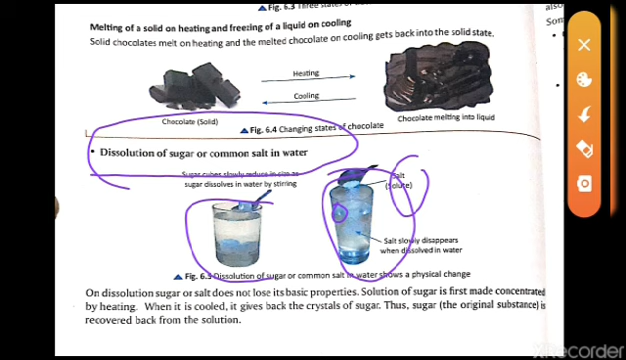 Fig. 6.3 Three states of
also
Melting of a solid on heating and freezing of a liquid on cooling
Som
Solid chocolates melt on heating and the melted chocolate on cooling gets back into the solid state.
Heating
Cooling
Chocolate (Solid)
Chocolate melting into liquid
Fig. 6.4 Changing states of chocolate
• Dissolution of sugar or common salt in water
Sugar cubes slowly reduce in size as
sugar dissolves in water by stirring
Salt
(Solute)
Salt slowly disappears
when dissolved in water
Fig. 6.5 Dissolution of sugar or common salt in water shows a physical change
On dissolution sugar or salt does not lose its basic properties. Solution of sugar is first made concentrated
by heating. When it is cooled, it gives back the crystals of sugar. Thus, sugar (the original substance) is
recovered back from the solution.
Recorder